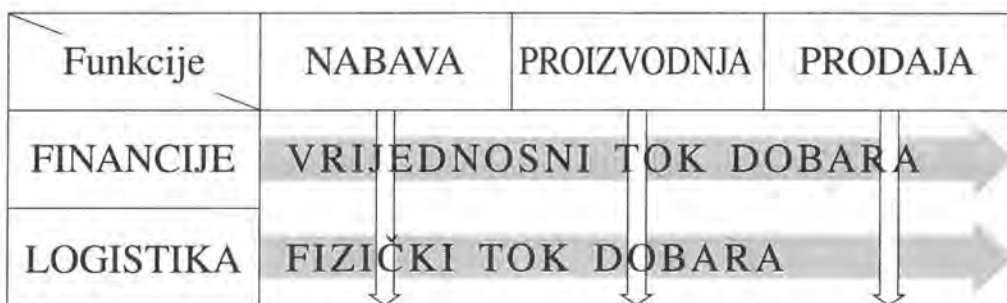 Funkcije NABAVA PROIZVODNJA PRODAJA
FINANCIJE VRIJEDNOSNI TOK DOBARA
LOGISTIKA FIZIČKI TOK DOBARA